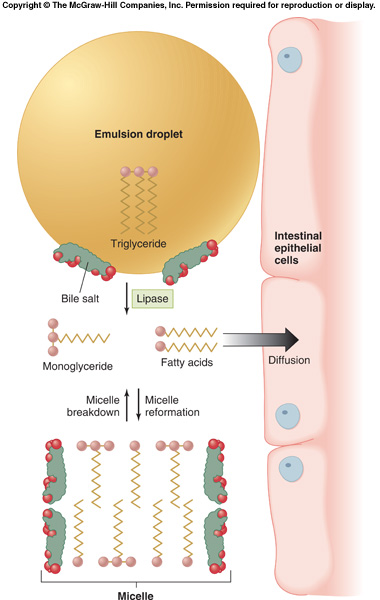 Copyright © The McGraw-Hill Companies, Inc. Permission required for reproduction or display.
Emulsion droplet
Triglyceride
Intestinal
epithelial
cells
Bile salt
Lipase
Monoglyceride
Fatty acids
Diffusion
Micelle
breakdown
Micelle
reformation
Micelle